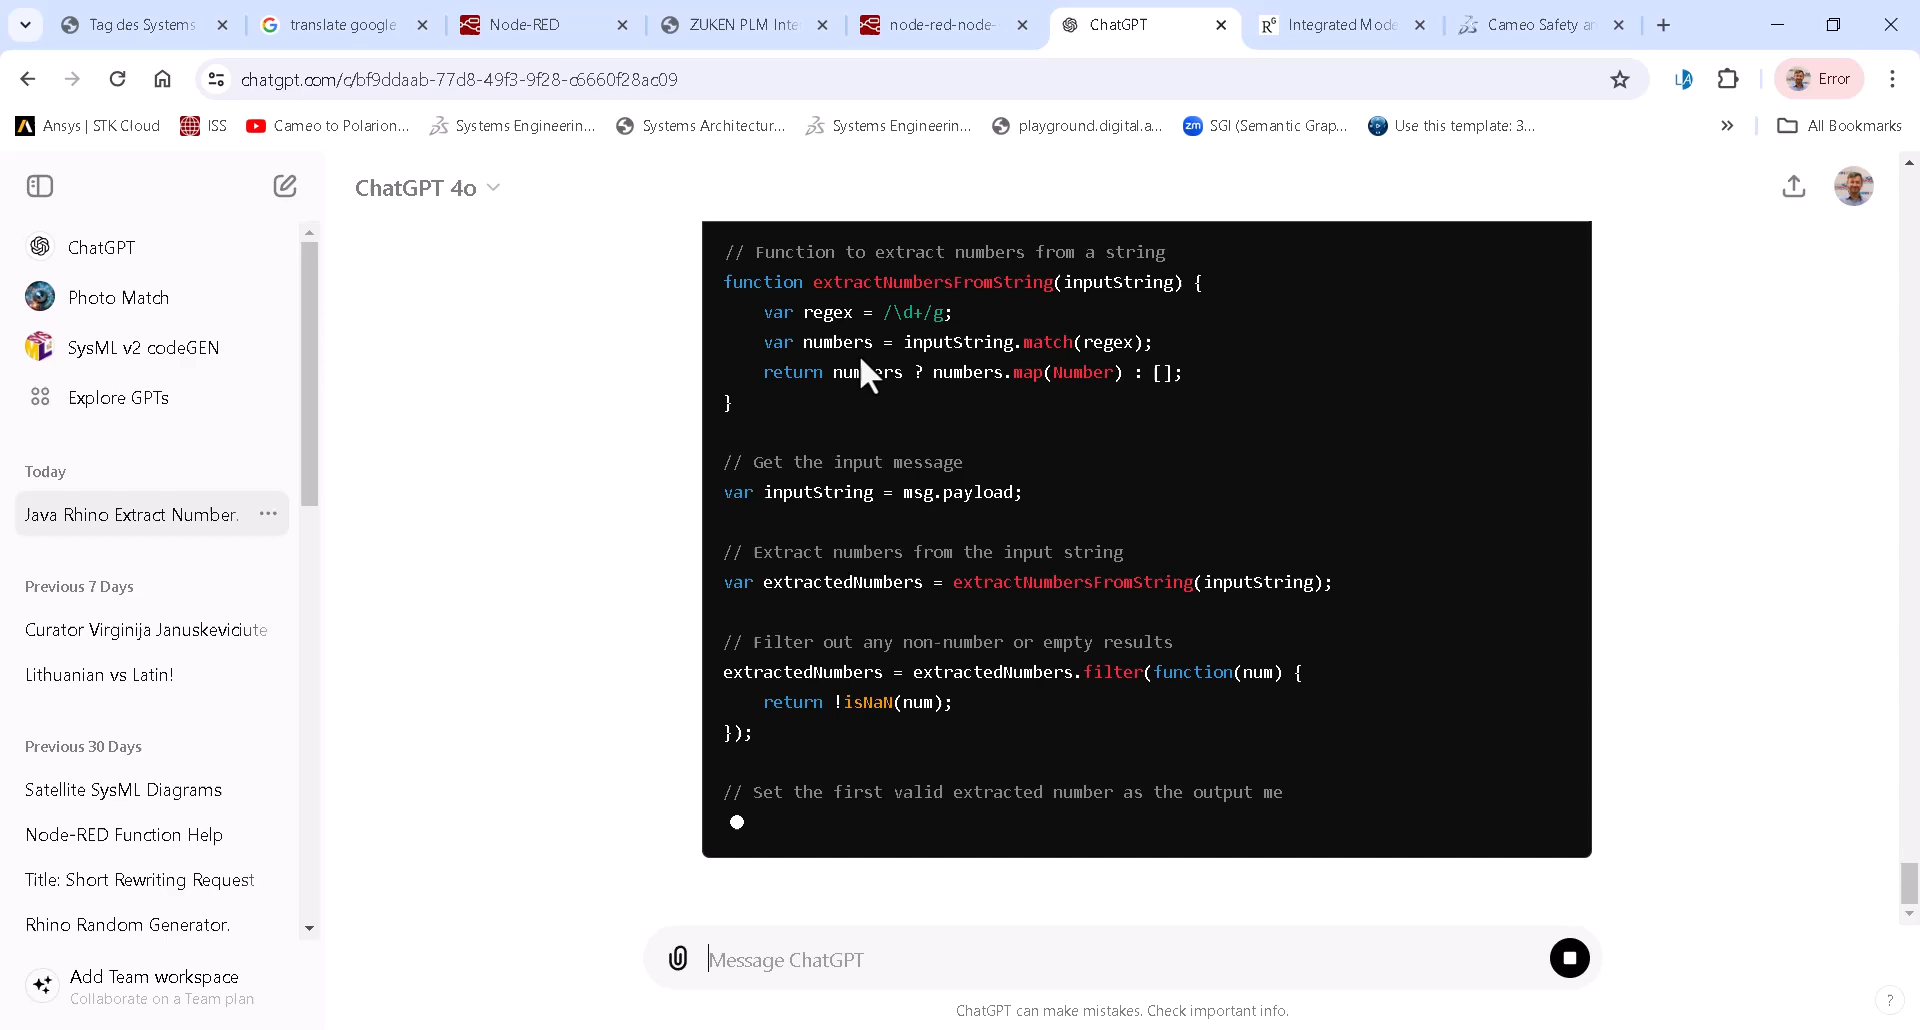 Tag des Systems
translate google
Node-RED
ZUKEN PLM Inte
node-red-node-
ChatGPT
Integrated Mode
Cameo Safety an
chatgpt.com/c/bf9ddaab-77d8-49f3-9f28-c6660f28ac09
Error
Ansys | STK Cloud
ISS
Cameo to Polarion...
Systems Engineerin...
Systems Architectur...
Systems Engineerin...
playground.digital.a...
zm
SGI (Semantic Grap...
Use this template: 3...
All Bookmarks
ChatGPT 4o
ChatGPT
Photo Match
SysML v2 codeGEN
Explore GPTs
Today
Java Rhino Extract Number.
Previous 7 Days
Curator Virginija Januskeviciute
Lithuanian vs Latin!
Previous 30 Days
Satellite SysML Diagrams
Node-RED Function Help
Title: Short Rewriting Request
Rhino Random Generator.
Add Team workspace
Collaborate on a Team plan
// Function to extract numbers from a string
function extractNumbersFromString(inputString) {
var regex = /\d+/g;
var numbers = inputString.match(regex);
return numbers ? numbers.map(Number) : [];
}
// Get the input message
var inputString = msg.payload;
// Extract numbers from the input string
var extractedNumbers = extractNumbersFromString(inputString);
// Filter out any non-number or empty results
extractedNumbers = extractedNumbers.filter(function(num) {
return !isNaN(num);
});
// Set the first valid extracted number as the output me
Message ChatGPT
ChatGPT can make mistakes. Check important info.
?